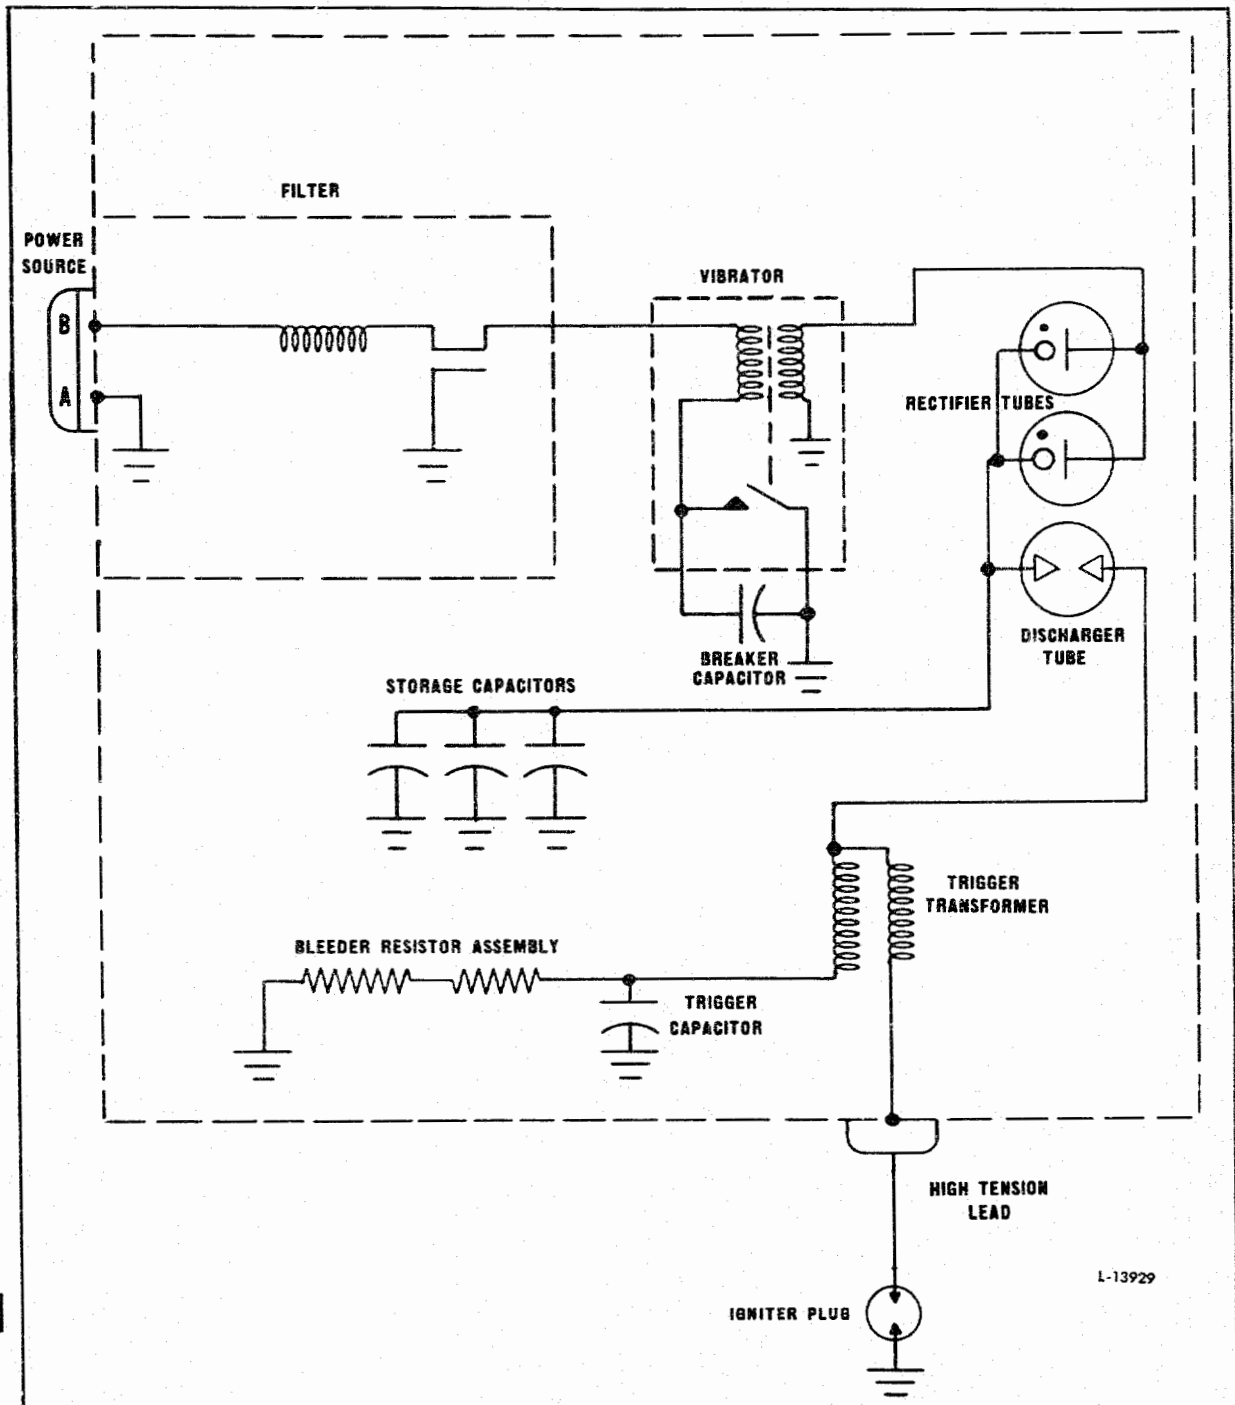 FILTER
POWER
SOURCE
B
A
VIBRATOR
RECTIFIER TUBES
DISCHARGER
TUBE
BREAKER
CAPACITOR
STORAGE CAPACITORS
TRIGGER
TRANSFORMER
BLEEDER RESISTOR ASSEMBLY
TRIGGER
CAPACITOR
HIGH TENSION
LEAD
L-13929
IGNITER PLUG